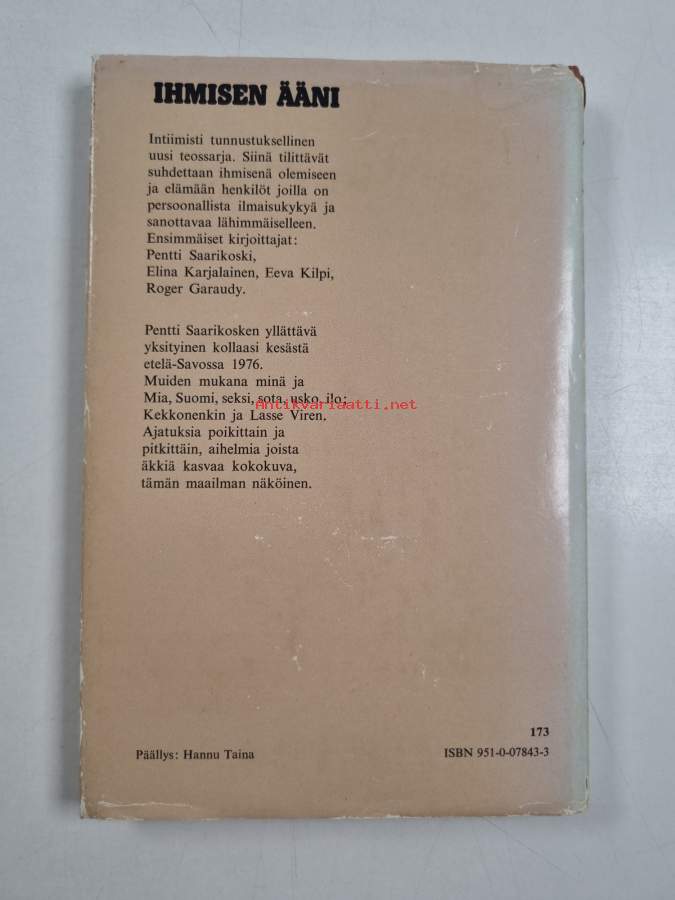 IHMISEN ÄÄNI
Intiimisti tunnustuksellinen
uusi teossarja. Siinä tilittävät
suhdettaan ihmisenä olemiseen
ja elämään henkilöt joilla on
persoonallista ilmaisukykyä ja
sanottavaa lähimmäiselleen.
Ensimmäiset kirjoittajat:
Pentti Saarikoski,
Elina Karjalainen, Eeva Kilpi,
Roger Garaudy.
Pentti Saarikosken yllättävä
yksityinen kollaasi kesästä
etelä-Savossa 1976.
Muiden mukana minä ja
Mia, Suomi, seksi, sota, usko, ilo;
Antikvariaatti.net
Kekkonenkin ja Lasse Viren.
Ajatuksia poikittain ja
pitkittäin, aihelmia joista
äkkiä kasvaa kokokuva,
tämän maailman näköinen.
173
Päällys: Hannu Taina
ISBN 951-0-07843-3